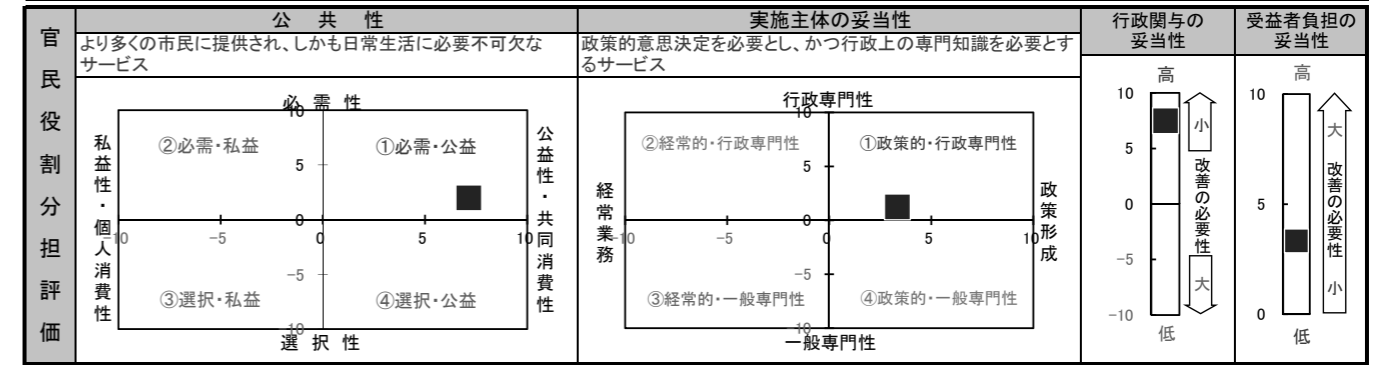 官民役割分担評価
公共性
より多くの市民に提供され、しかも日常生活に必要不可欠な
サービス
必需性
10
②必需・私益
①必需・公益
5
私益性・個人消費性
公益性・共同消費性
0
-10
-5
0
5
10
-5
③選択・私益
④選択・公益
-10
選択性
実施主体の妥当性
政策的意思決定を必要とし、かつ行政上の専門知識を必要とす
るサービス
行政専門性
10
②経常的・行政専門性
①政策的・行政専門性
5
経常業務
政策形成
0
-10
-5
0
5
10
-5
③経常的・一般専門性
④政策的・一般専門性
-10
一般専門性
行政関与の
妥当性
高
10
5
0
-5
-10
低
小
改善の必要性
大
受益者負担の
妥当性
高
10
5
0
低
大
改善の必要性
小